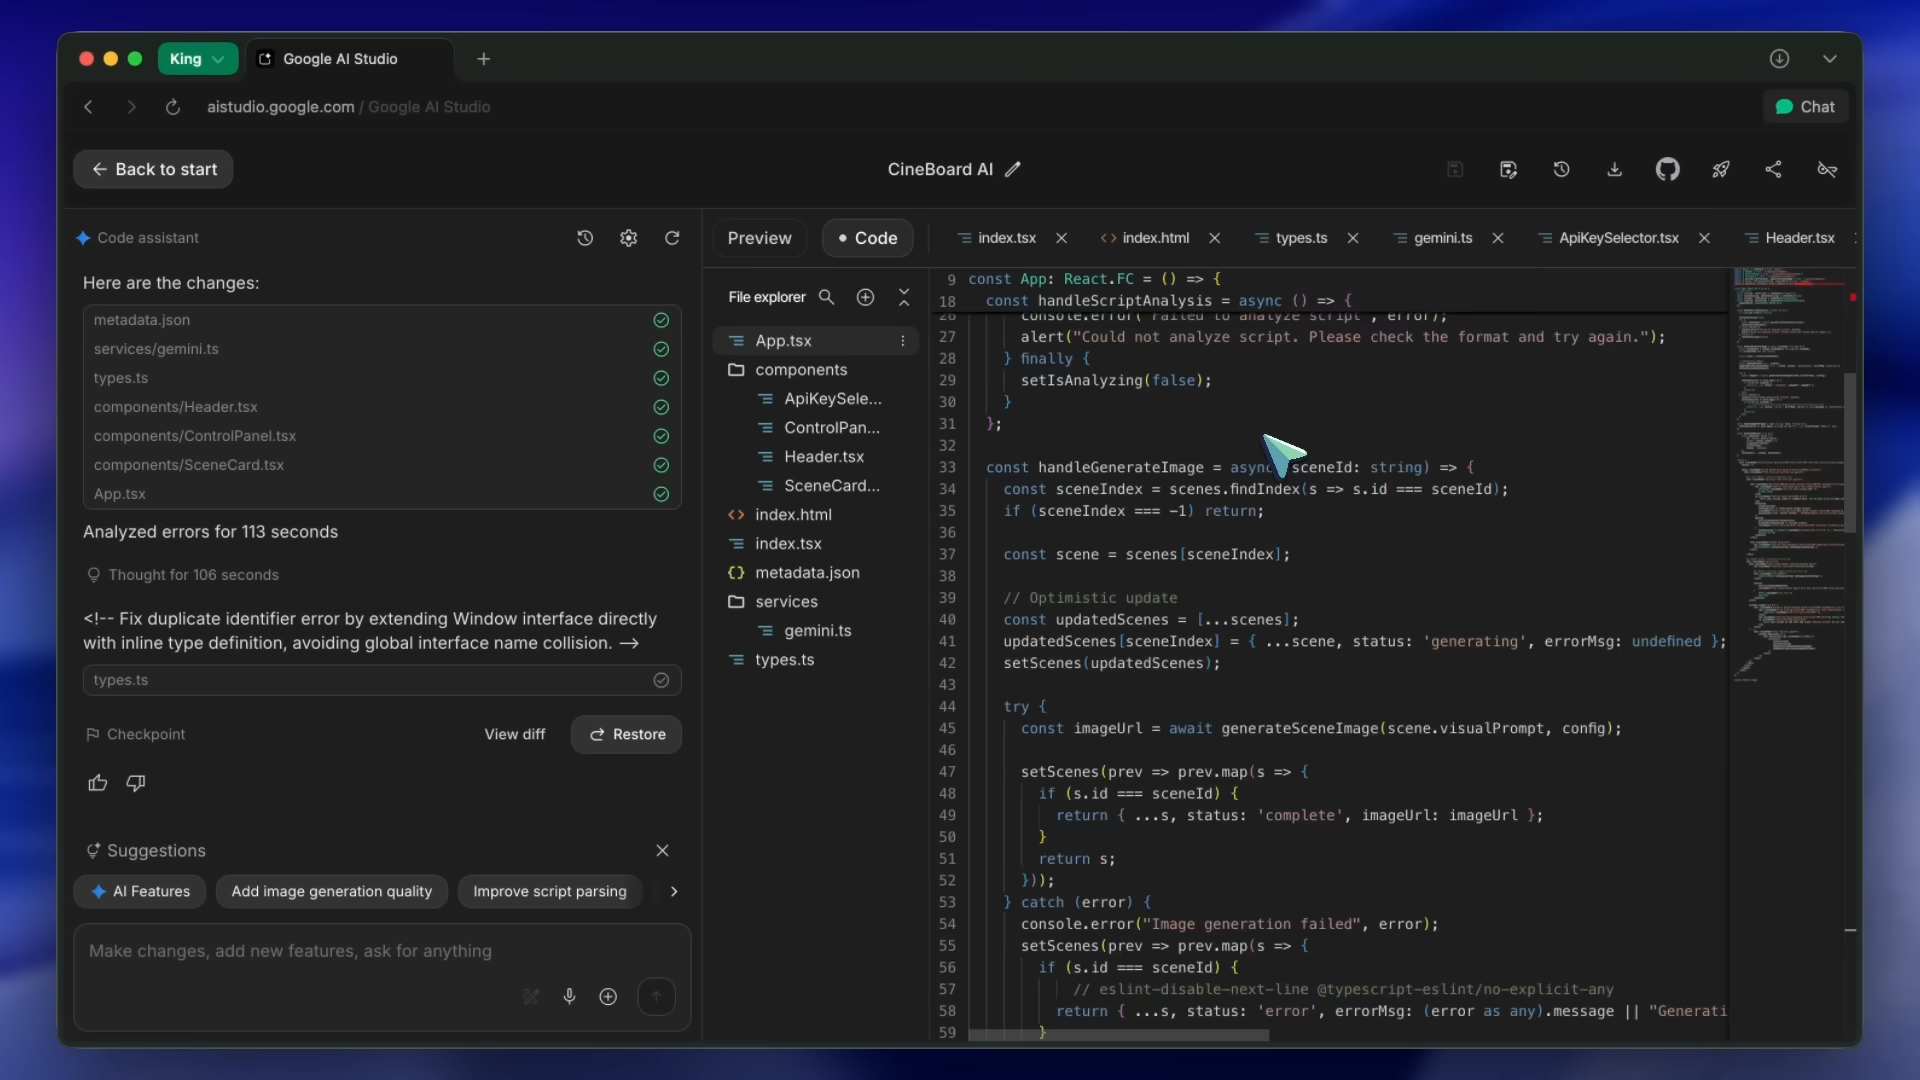 King
Google AI Studio
aistudio.google.com / Google AI Studio
Chat
Back to start
CineBoard AI
Code assistant
Here are the changes:
metadata.json
services/gemini.ts
types.ts
components/Header.tsx
components/ControlPanel.tsx
components/SceneCard.tsx
App.tsx
Analyzed errors for 113 seconds
Thought for 106 seconds
<!-- Fix duplicate identifier error by extending Window interface directly
with inline type definition, avoiding global interface name collision. -->
types.ts
Checkpoint
View diff
Restore
Suggestions
AI Features
Add image generation quality
Improve script parsing
Make changes, add new features, ask for anything
Preview
Code
index.tsx
index.html
types.ts
gemini.ts
ApiKeySelector.tsx
Header.tsx
File explorer
App.tsx
components
ApiKeySele...
ControlPan...
Header.tsx
SceneCard...
index.html
index.tsx
metadata.json
services
gemini.ts
types.ts
9 const App: React.FC = () => {
18 const handleScriptAnalysis = async () => {
26 console.error("Failed to analyze script", error);
27 alert("Could not analyze script. Please check the format and try again.");
28 } finally {
29 setIsAnalyzing(false);
30 }
31 };
32
33 const handleGenerateImage = async sceneId: string) => {
34 const sceneIndex = scenes.findIndex(s => s.id === sceneId);
35 if (sceneIndex === -1) return;
36
37 const scene = scenes[sceneIndex];
38
39 // Optimistic update
40 const updatedScenes = [...scenes];
41 updatedScenes[sceneIndex] = { ...scene, status: 'generating', errorMsg: undefined };
42 setScenes(updatedScenes);
43
44 try {
45 const imageUrl = await generateSceneImage(scene.visualPrompt, config);
46
47 setScenes(prev => prev.map(s => {
48 if (s.id === sceneId) {
49 return { ...s, status: 'complete', imageUrl: imageUrl };
50 }
51 return s;
52 }));
53 } catch (error) {
54 console.error("Image generation failed", error);
55 setScenes(prev => prev.map(s => {
56 if (s.id === sceneId) {
57 // eslint-disable-next-line @typescript-eslint/no-explicit-any
58 return { ...s, status: 'error', errorMsg: (error as any).message || "Generati
59 }